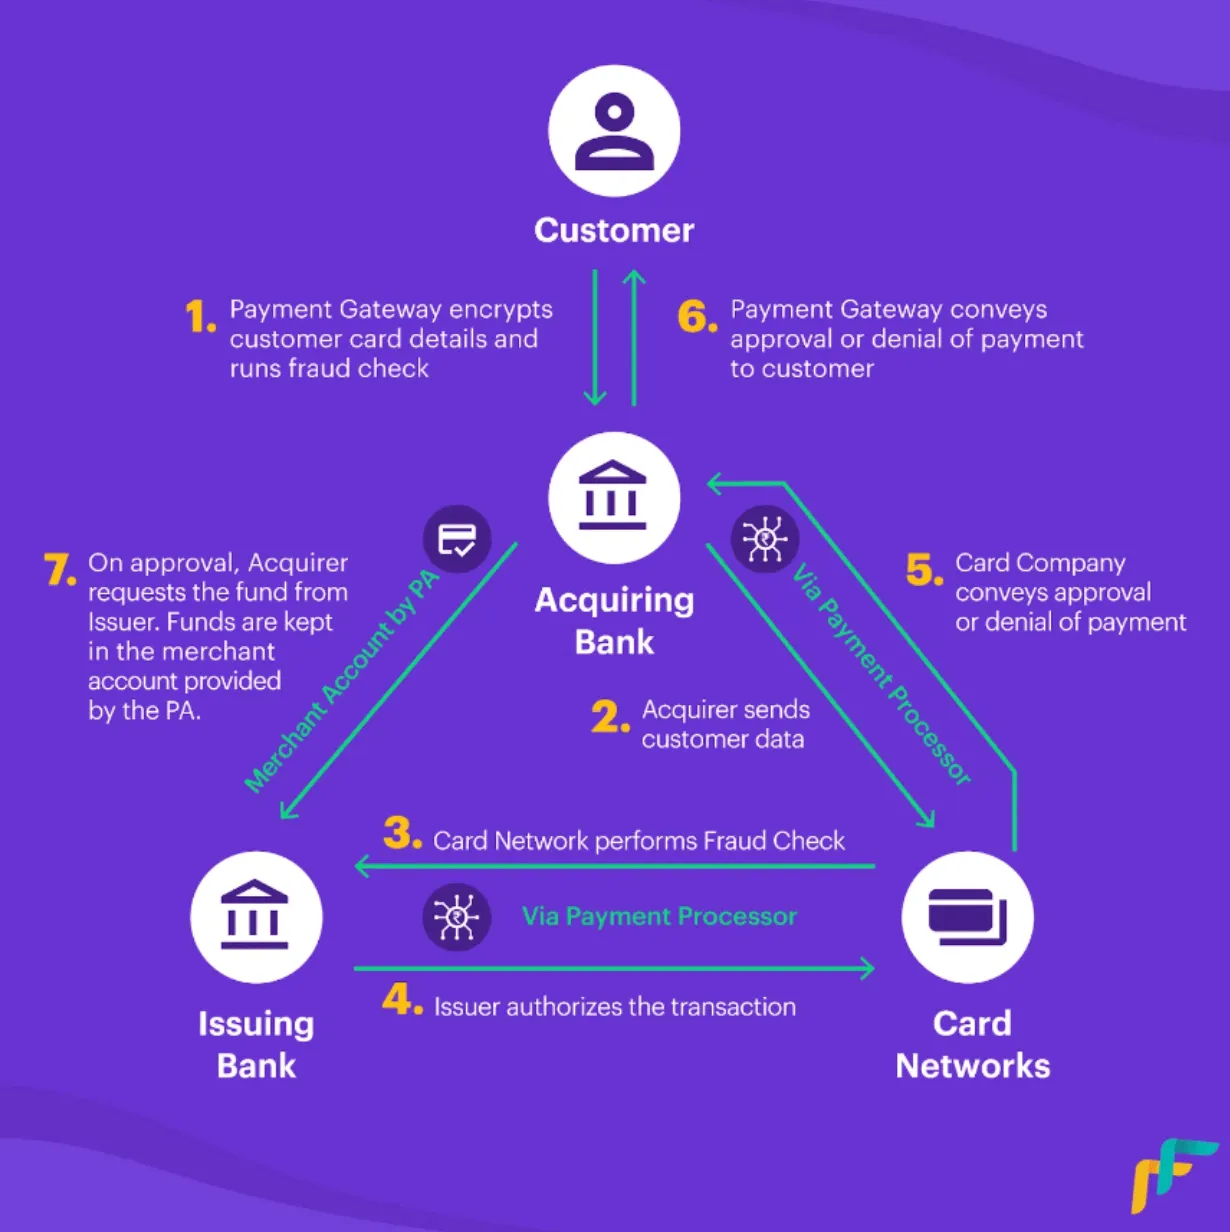 Customer
1. Payment Gateway encrypts
customer card details and
runs fraud check
6. Payment Gateway conveys
approval or denial of payment
to customer
Acquiring
Bank
7. On approval, Acquirer
requests the fund from
Issuer. Funds are kept
in the merchant
account provided
by the PA.
Merchant Account by PA
₹
Via Payment Processor
5. Card Company
conveys approval
or denial of payment
2. Acquirer sends
customer data
3. Card Network performs Fraud Check
₹
Via Payment Processor
4. Issuer authorizes the transaction
Issuing
Bank
Card
Networks